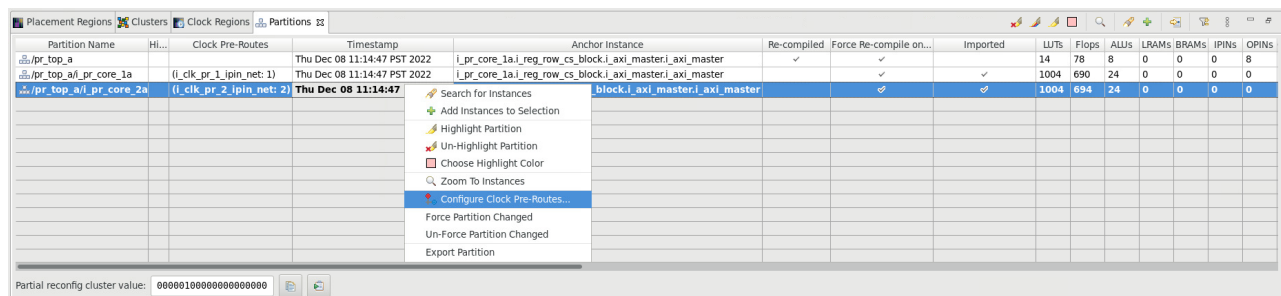 Placement Regions Clusters Clock Regions Partitions
Partition Name Hi... Clock Pre-Routes Timestamp Anchor Instance Re-compiled Force Re-compile on... Imported LUTs Flops ALUs LRAMs BRAMs IPINs OPINs
/pr_top_a Thu Dec 08 11:14:47 PST 2022 i_pr_core_1a.i_reg_row_cs_block.i_axi_master.i_axi_master ✓ ✓ 14 78 8 0 0 0 8
/pr_top_a/i_pr_core_1a (i_clk_pr_1_ipin_net: 1) Thu Dec 08 11:14:47 PST 2022 i_pr_core_1a.i_reg_row_cs_block.i_axi_master.i_axi_master ✓ ✓ 1004 690 24 0 0 0 0
/pr_top_a/i_pr_core_2a (i_clk_pr_2_ipin_net: 2) Thu Dec 08 11:14:47 _block.i_axi_master.i_axi_master ✓ ✓ 1004 694 24 0 0 0 0
Search for Instances
Add Instances to Selection
Highlight Partition
Un-Highlight Partition
Choose Highlight Color
Zoom To Instances
Configure Clock Pre-Routes...
Force Partition Changed
Un-Force Partition Changed
Export Partition
Partial reconfig cluster value: 00000100000000000000